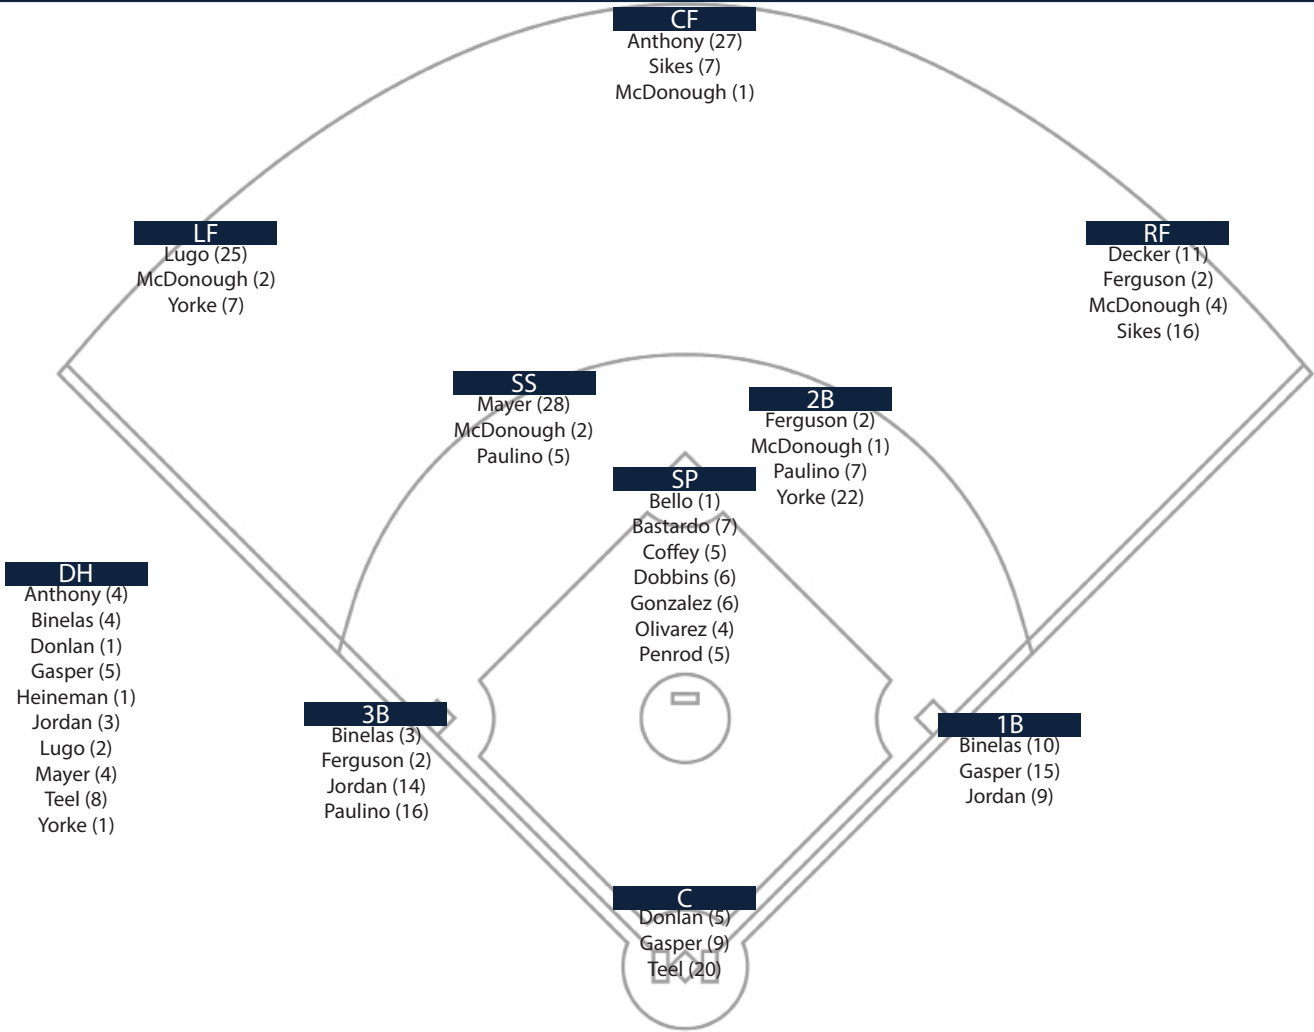 CF
Anthony (27)
Sikes (7)
McDonough (1)
LF
Lugo (25)
McDonough (2)
Yorke (7)
RF
Decker (11)
Ferguson (2)
McDonough (4)
Sikes (16)
SS
Mayer (28)
McDonough (2)
Paulino (5)
2B
Ferguson (2)
McDonough (1)
Paulino (7)
Yorke (22)
SP
Bello (1)
Bastardo (7)
Coffey (5)
Dobbins (6)
Gonzalez (6)
Olivarez (4)
Penrod (5)
DH
Anthony (4)
Binelas (4)
Donlan (1)
Gasper (5)
Heineman (1)
Jordan (3)
Lugo (2)
Mayer (4)
Teel (8)
Yorke (1)
3B
Binelas (3)
Ferguson (2)
Jordan (14)
Paulino (16)
1B
Binelas (10)
Gasper (15)
Jordan (9)
C
Donlan (5)
Gasper (9)
Teel (20)